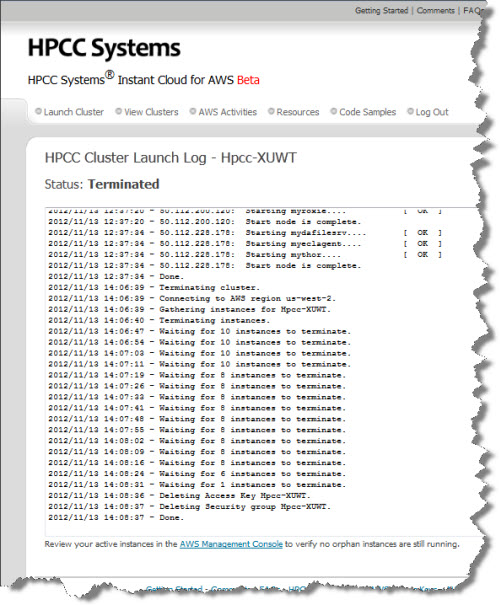 Getting Started | Comments | FAQs
HPCC Systems
HPCC Systems® Instant Cloud for AWS Beta
Launch Cluster View Clusters AWS Activities Resources Code Samples Log Out
HPCC Cluster Launch Log - Hpcc-XUWT
Status: Terminated
2012/11/13 12:37:20 - 50.112.200.120: Starting myroxie.... [ OK ]
2012/11/13 12:37:20 - 50.112.200.120: Start node is complete.
2012/11/13 12:37:34 - 50.112.228.178: Starting mydafilesrv.... [ OK ]
2012/11/13 12:37:34 - 50.112.228.178: Starting myeclagent.... [ OK ]
2012/11/13 12:37:34 - 50.112.228.178: Starting mythor.... [ OK ]
2012/11/13 12:37:34 - 50.112.228.178: Start node is complete.
2012/11/13 12:37:34 - Done.
2012/11/13 14:06:39 - Terminating cluster.
2012/11/13 14:06:39 - Connecting to AWS region us-west-2.
2012/11/13 14:06:39 - Gathering instances for Hpcc-XUWT.
2012/11/13 14:06:40 - Terminating instances.
2012/11/13 14:06:47 - Waiting for 10 instances to terminate.
2012/11/13 14:06:54 - Waiting for 10 instances to terminate.
2012/11/13 14:07:03 - Waiting for 10 instances to terminate.
2012/11/13 14:07:11 - Waiting for 10 instances to terminate.
2012/11/13 14:07:19 - Waiting for 8 instances to terminate.
2012/11/13 14:07:26 - Waiting for 8 instances to terminate.
2012/11/13 14:07:33 - Waiting for 8 instances to terminate.
2012/11/13 14:07:41 - Waiting for 8 instances to terminate.
2012/11/13 14:07:48 - Waiting for 8 instances to terminate.
2012/11/13 14:07:55 - Waiting for 8 instances to terminate.
2012/11/13 14:08:02 - Waiting for 8 instances to terminate.
2012/11/13 14:08:09 - Waiting for 8 instances to terminate.
2012/11/13 14:08:16 - Waiting for 8 instances to terminate.
2012/11/13 14:08:24 - Waiting for 6 instances to terminate.
2012/11/13 14:08:31 - Waiting for 1 instances to terminate.
2012/11/13 14:08:36 - Deleting Access Key Hpcc-XUWT.
2012/11/13 14:08:37 - Deleting Security group Hpcc-XUWT.
2012/11/13 14:08:37 - Done.
Review your active instances in the AWS Management Console to verify no orphan instances are still running.
Getting Started